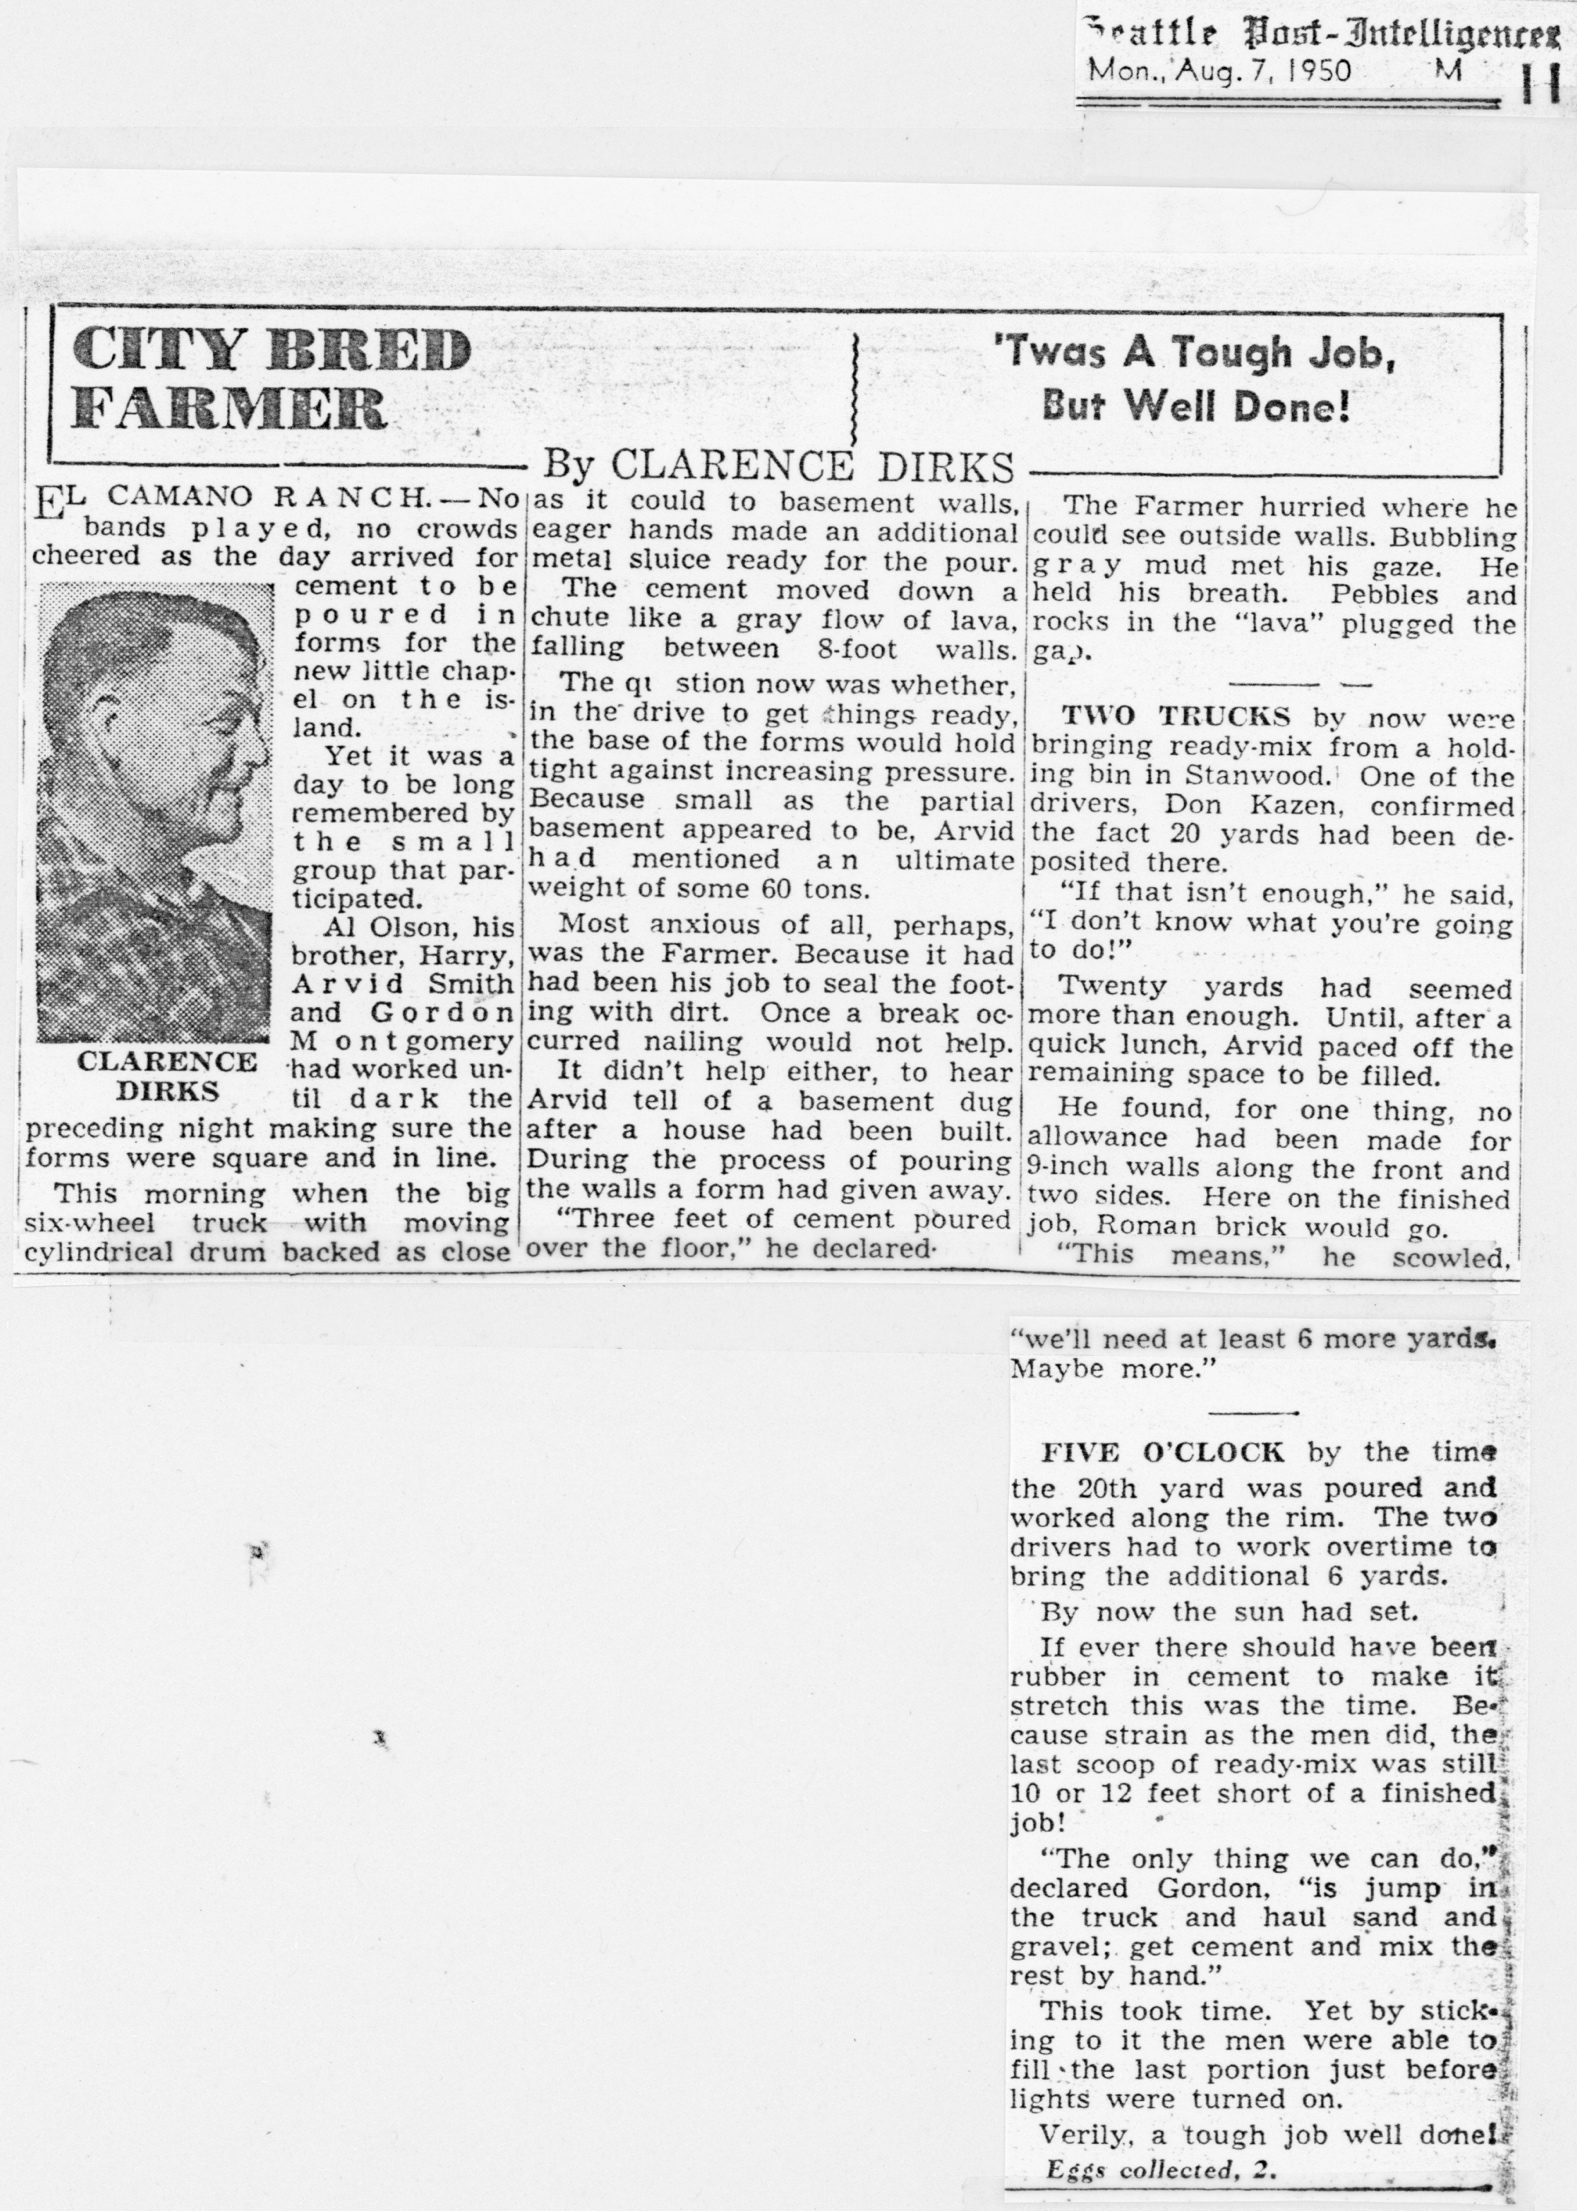 Seattle Post-Intelligencer
Mon., Aug. 7, 1950 M 11
CITY BRED
FARMER
'Twas A Tough Job,
But Well Done!
By CLARENCE DIRKS
EL CAMANO RANCH. — No
bands played, no crowds
cheered as the day arrived for
cement to be
poured in
forms for the
new little chap-
el on the is-
land.
Yet it was a
day to be long
remembered by
the small
group that par-
ticipated.
Al Olson, his
brother, Harry,
Arvid Smith
and Gordon
Montgomery
had worked un-
til dark the
CLARENCE
DIRKS
preceding night making sure the
forms were square and in line.
This morning when the big
six-wheel truck with moving
cylindrical drum backed as close
as it could to basement walls,
eager hands made an additional
metal sluice ready for the pour.
The cement moved down a
chute like a gray flow of lava,
falling between 8-foot walls.
The qu stion now was whether,
in the drive to get things ready,
the base of the forms would hold
tight against increasing pressure.
Because small as the partial
basement appeared to be, Arvid
had mentioned an ultimate
weight of some 60 tons.
Most anxious of all, perhaps,
was the Farmer. Because it had
had been his job to seal the foot-
ing with dirt. Once a break oc-
curred nailing would not help.
It didn't help either, to hear
Arvid tell of a basement dug
after a house had been built.
During the process of pouring
the walls a form had given away.
"Three feet of cement poured
over the floor," he declared.
The Farmer hurried where he
could see outside walls. Bubbling
gray mud met his gaze. He
held his breath. Pebbles and
rocks in the "lava" plugged the
gap.
TWO TRUCKS by now were
bringing ready-mix from a hold-
ing bin in Stanwood. One of the
drivers, Don Kazen, confirmed
the fact 20 yards had been de-
posited there.
"If that isn't enough," he said,
"I don't know what you're going
to do!"
Twenty yards had seemed
more than enough. Until, after a
quick lunch, Arvid paced off the
remaining space to be filled.
He found, for one thing, no
allowance had been made for
9-inch walls along the front and
two sides. Here on the finished
job, Roman brick would go.
"This means," he scowled,
"we'll need at least 6 more yards.
Maybe more."
FIVE O'CLOCK by the time
the 20th yard was poured and
worked along the rim. The two
drivers had to work overtime to
bring the additional 6 yards.
By now the sun had set.
If ever there should have been
rubber in cement to make it
stretch this was the time. Be-
cause strain as the men did, the
last scoop of ready-mix was still
10 or 12 feet short of a finished
job!
"The only thing we can do,"
declared Gordon, "is jump in
the truck and haul sand and
gravel; get cement and mix the
rest by hand."
This took time. Yet by stick-
ing to it the men were able to
fill the last portion just before
lights were turned on.
Verily, a tough job well done!
Eggs collected, 2.